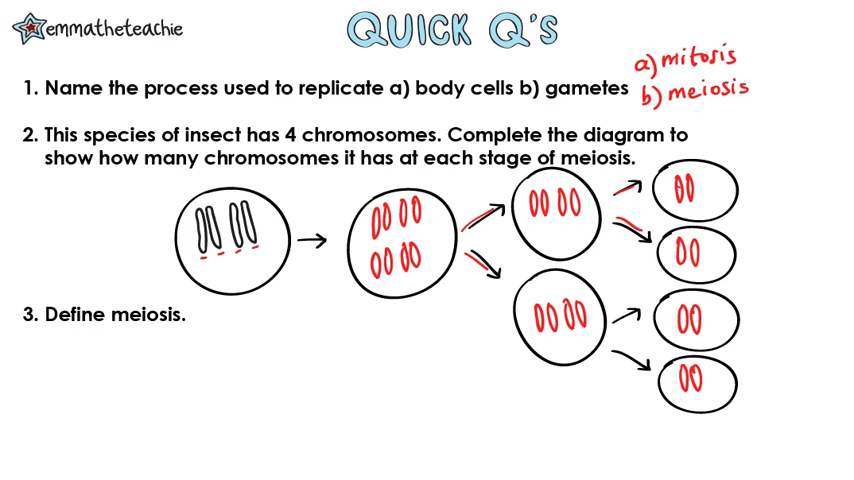 emmatheteachie
QUICK Q'S
1. Name the process used to replicate a) body cells b) gametes
a) mitosis
b) meiosis
2. This species of insect has 4 chromosomes. Complete the diagram to
show how many chromosomes it has at each stage of meiosis.
3. Define meiosis.